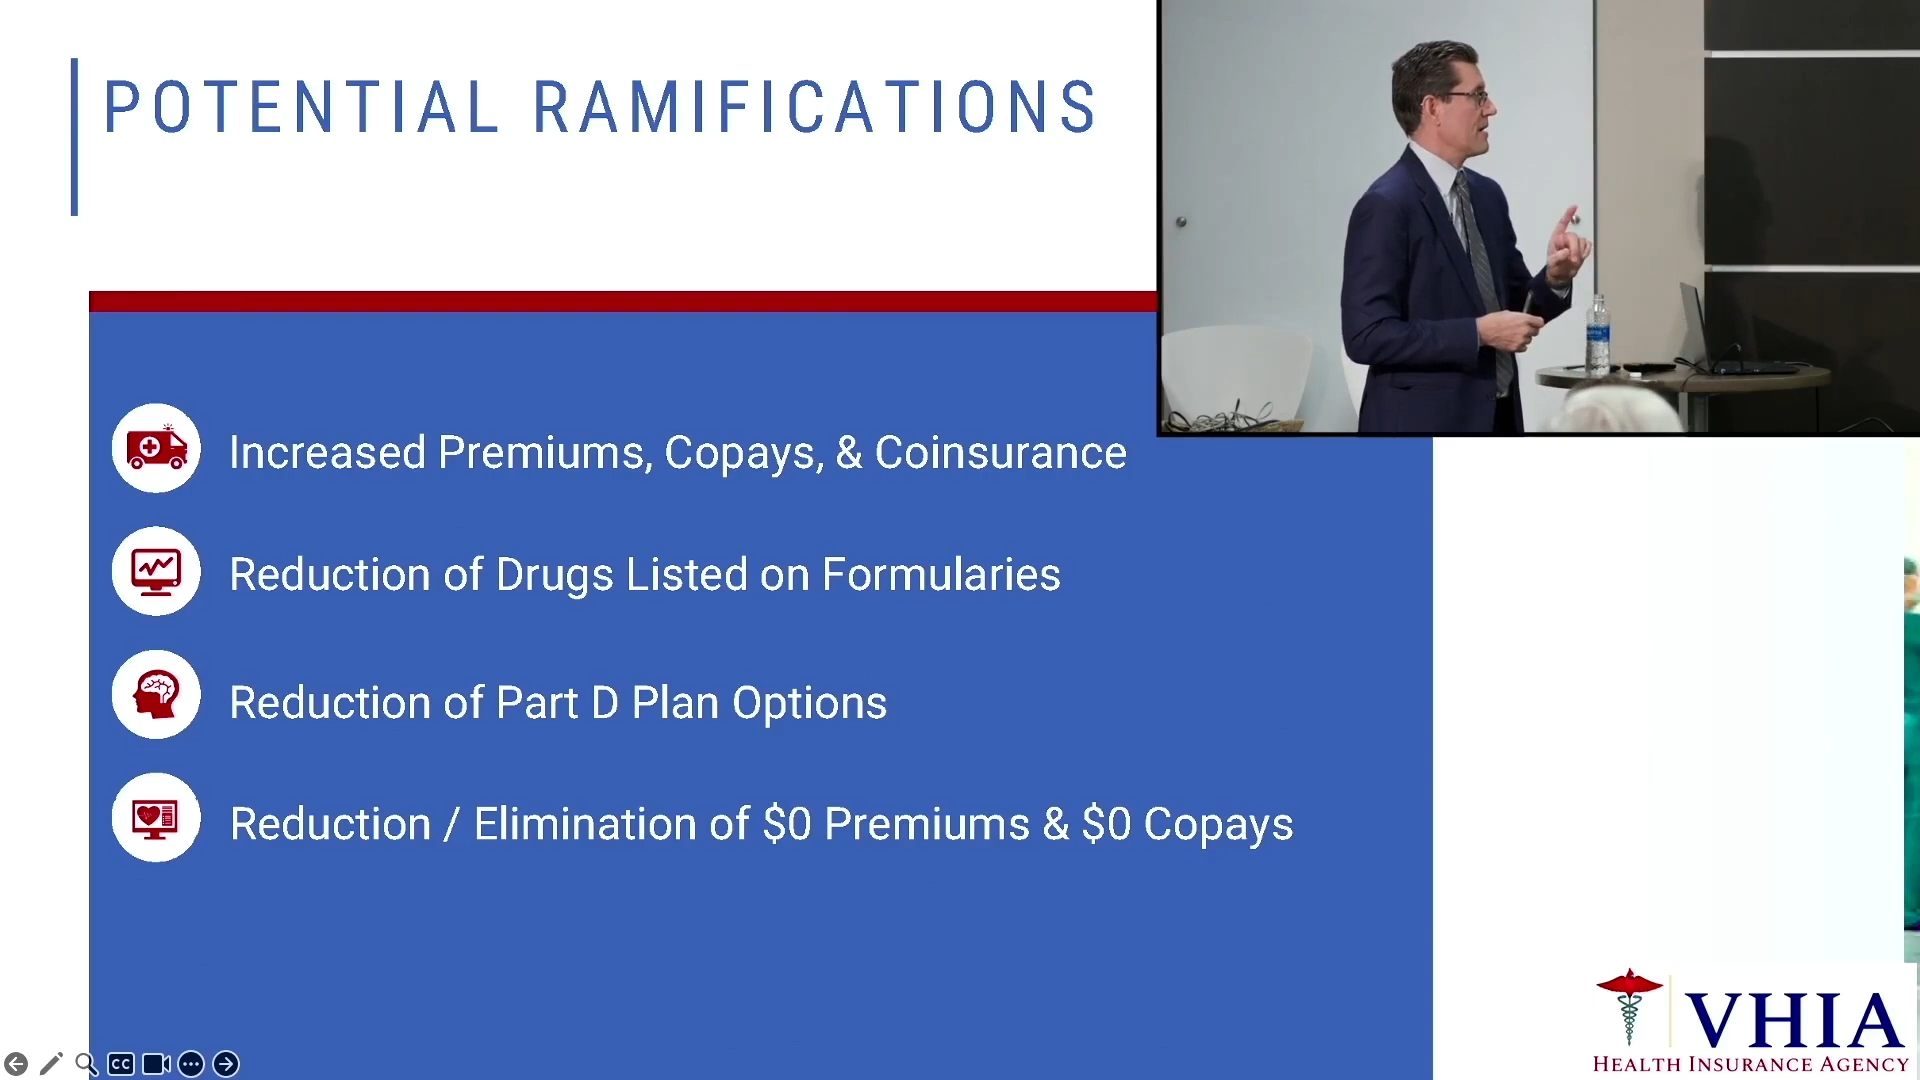 POTENTIAL RAMIFICATIONS
Increased Premiums, Copays, & Coinsurance
Reduction of Drugs Listed on Formularies
Reduction of Part D Plan Options
Reduction / Elimination of $0 Premiums & $0 Copays
CC
VHIA
HEALTH INSURANCE AGENCY